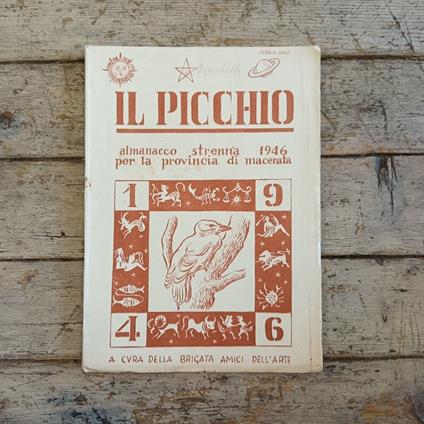 IL PICCHIO
almanacco strenna 1946
per la provincia di macerata
1 9
4 6
A CVRA DELLA BRIGATA AMICI DELL'ARTE